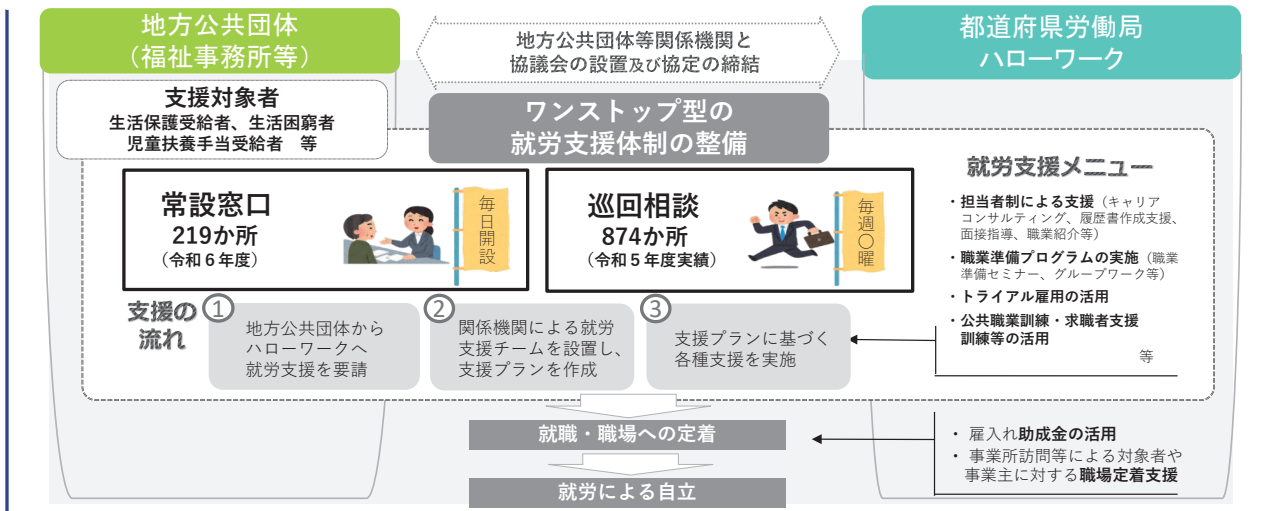 地方公共団体
（福祉事務所等）
地方公共団体等関係機関と
協議会の設置及び協定の締結
都道府県労働局
ハローワーク
支援対象者
生活保護受給者、生活困窮者
児童扶養手当受給者　等
ワンストップ型の
就労支援体制の整備
常設窓口
219か所
（令和６年度）
毎日開設
巡回相談
874か所
（令和５年度実績）
毎週〇曜
就労支援メニュー
・担当者制による支援（キャリア
コンサルティング、履歴書作成支援、
面接指導、職業紹介等）
・職業準備プログラムの実施（職業
準備セミナー、グループワーク等）
・トライアル雇用の活用
・公共職業訓練・求職者支援
訓練等の活用
等
支援の
流れ
①
地方公共団体から
ハローワークへ
就労支援を要請
②
関係機関による就労
支援チームを設置し、
支援プランを作成
③
支援プランに基づく
各種支援を実施
就職・職場への定着
・ 雇入れ助成金の活用
・ 事業所訪問等による対象者や
事業主に対する職場定着支援
就労による自立